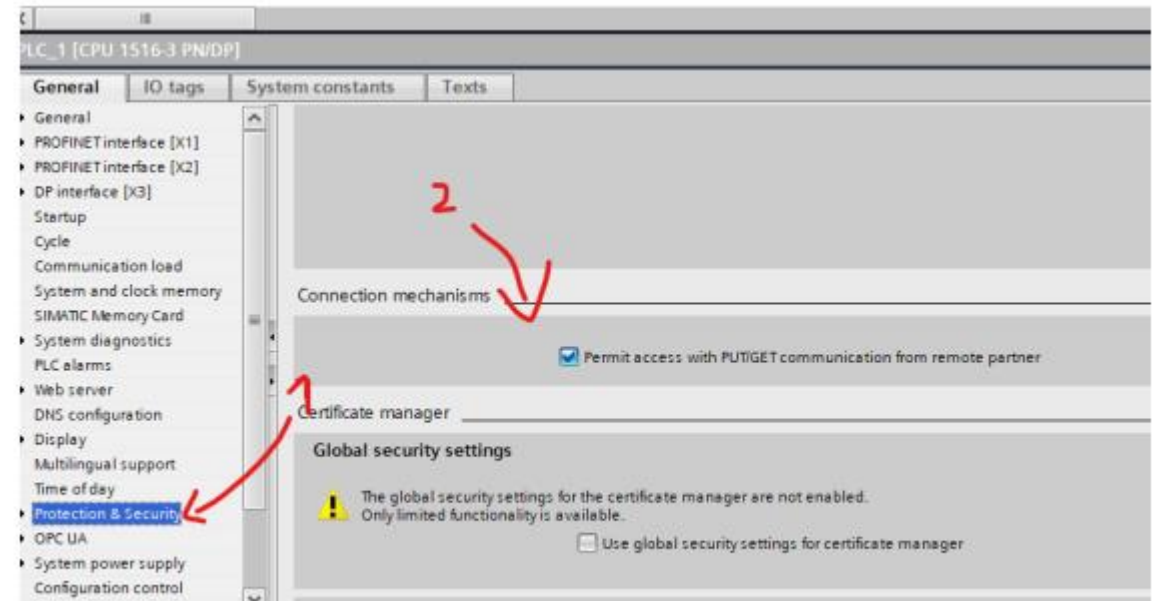 PLC_1 [CPU 1516-3 PN/DP]
General IO tags System constants Texts
General
PROFINET interface [X1]
PROFINET interface [X2]
DP interface [X3]
Startup
Cycle
Communication load
System and clock memory
SIMATIC Memory Card
System diagnostics
PLC alarms
Web server
DNS configuration
Display
Multilingual support
Time of day
Protection & Security
OPC UA
System power supply
Configuration control
2
Connection mechanisms
Permit access with PUT/GET communication from remote partner
1
Certificate manager
Global security settings
The global security settings for the certificate manager are not enabled.
Only limited functionality is available.
Use global security settings for certificate manager